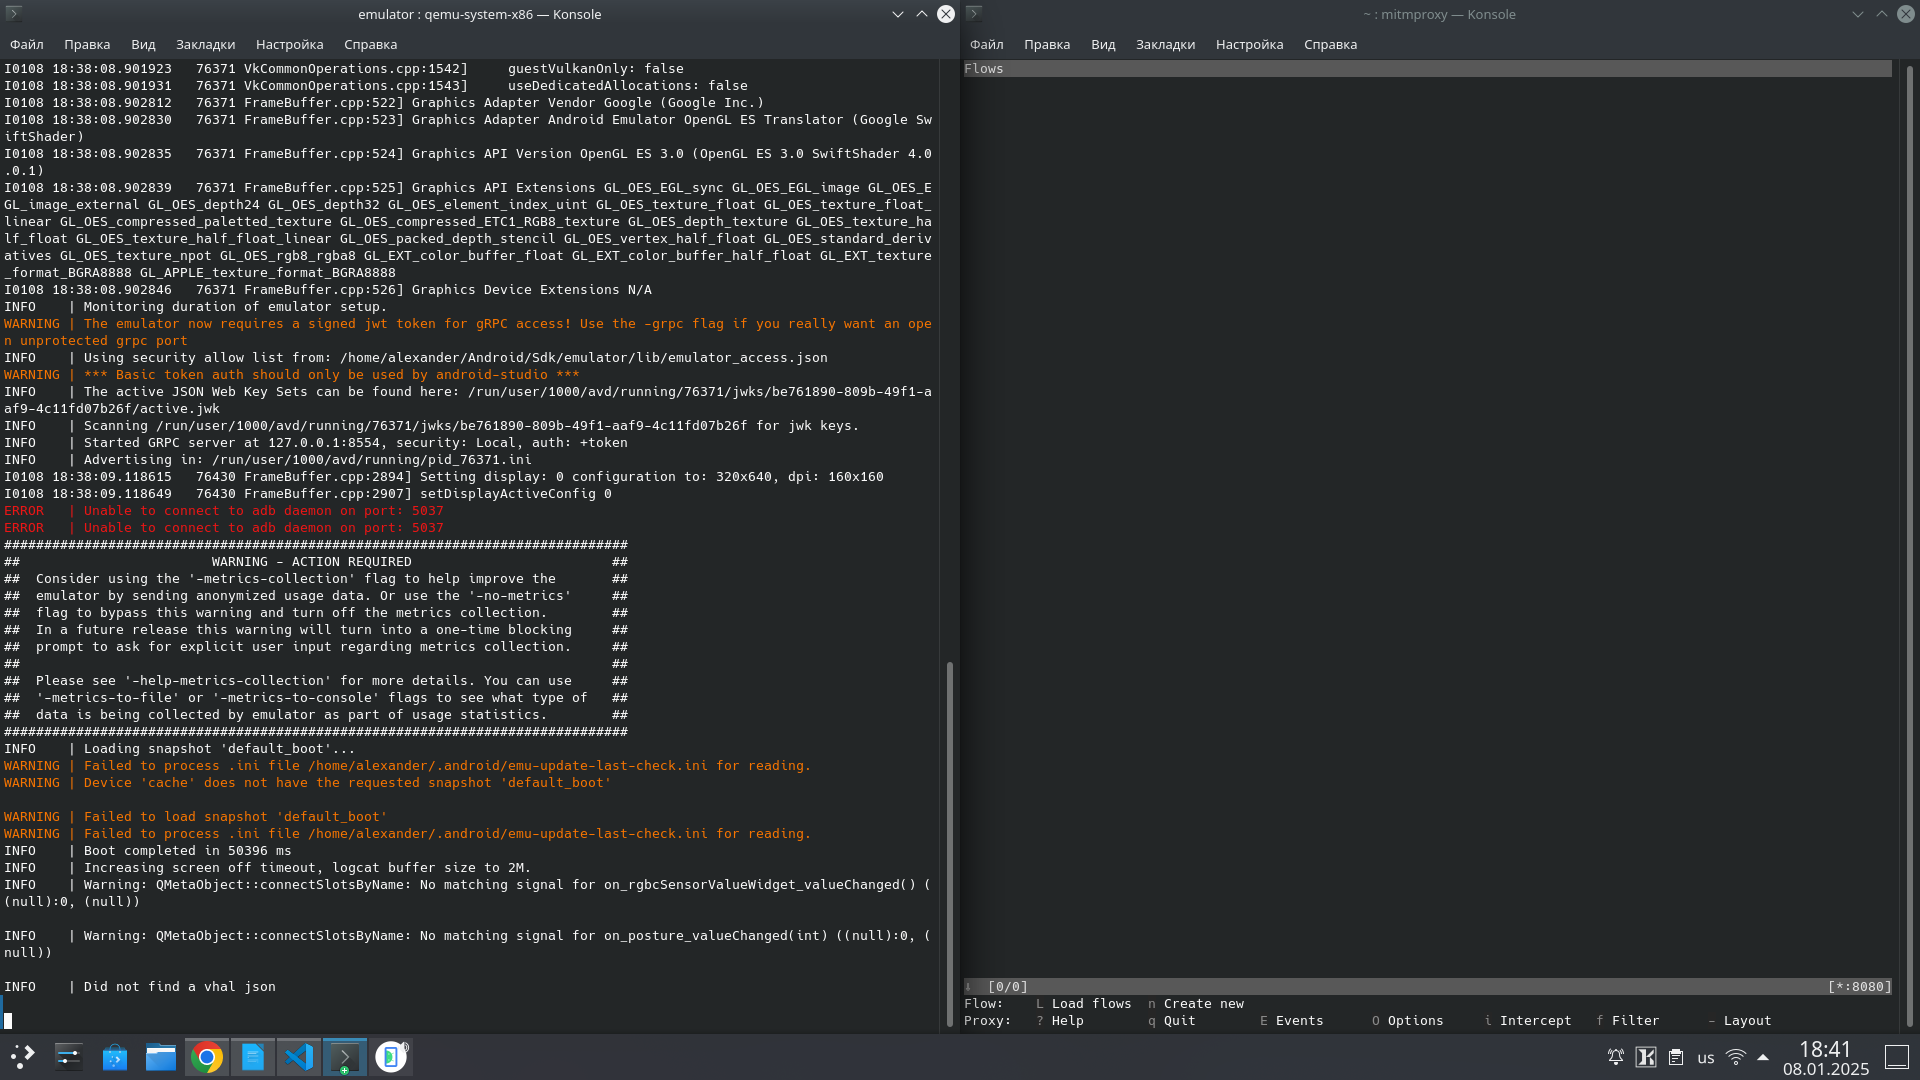 emulator : qemu-system-x86 — Konsole
Файл Правка Вид Закладки Настройка Справка
I0108 18:38:08.901923   76371 VkCommonOperations.cpp:1542]     guestVulkanOnly: false
I0108 18:38:08.901931   76371 VkCommonOperations.cpp:1543]     useDedicatedAllocations: false
I0108 18:38:08.902812   76371 FrameBuffer.cpp:522] Graphics Adapter Vendor Google (Google Inc.)
I0108 18:38:08.902830   76371 FrameBuffer.cpp:523] Graphics Adapter Android Emulator OpenGL ES Translator (Google Sw
iftShader)
I0108 18:38:08.902835   76371 FrameBuffer.cpp:524] Graphics API Version OpenGL ES 3.0 (OpenGL ES 3.0 SwiftShader 4.0
.0.1)
I0108 18:38:08.902839   76371 FrameBuffer.cpp:525] Graphics API Extensions GL_OES_EGL_sync GL_OES_EGL_image GL_OES_E
GL_image_external GL_OES_depth24 GL_OES_depth32 GL_OES_element_index_uint GL_OES_texture_float GL_OES_texture_float_
linear GL_OES_compressed_paletted_texture GL_OES_compressed_ETC1_RGB8_texture GL_OES_depth_texture GL_OES_texture_ha
lf_float GL_OES_texture_half_float_linear GL_OES_packed_depth_stencil GL_OES_vertex_half_float GL_OES_standard_deriv
atives GL_OES_texture_npot GL_OES_rgb8_rgba8 GL_EXT_color_buffer_float GL_EXT_color_buffer_half_float GL_EXT_texture
_format_BGRA8888 GL_APPLE_texture_format_BGRA8888
I0108 18:38:08.902846   76371 FrameBuffer.cpp:526] Graphics Device Extensions N/A
INFO    | Monitoring duration of emulator setup.
WARNING | The emulator now requires a signed jwt token for gRPC access! Use the -grpc flag if you really want an ope
n unprotected grpc port
INFO    | Using security allow list from: /home/alexander/Android/Sdk/emulator/lib/emulator_access.json
WARNING | *** Basic token auth should only be used by android-studio ***
INFO    | The active JSON Web Key Sets can be found here: /run/user/1000/avd/running/76371/jwks/be761890-809b-49f1-a
af9-4c11fd07b26f/active.jwk
INFO    | Scanning /run/user/1000/avd/running/76371/jwks/be761890-809b-49f1-aaf9-4c11fd07b26f for jwk keys.
INFO    | Started GRPC server at 127.0.0.1:8554, security: Local, auth: +token
INFO    | Advertising in: /run/user/1000/avd/running/pid_76371.ini
I0108 18:38:09.118615   76430 FrameBuffer.cpp:2894] Setting display: 0 configuration to: 320x640, dpi: 160x160
I0108 18:38:09.118649   76430 FrameBuffer.cpp:2907] setDisplayActiveConfig 0
ERROR   | Unable to connect to adb daemon on port: 5037
ERROR   | Unable to connect to adb daemon on port: 5037
##############################################################################
##                        WARNING - ACTION REQUIRED                         ##
##  Consider using the '-metrics-collection' flag to help improve the       ##
##  emulator by sending anonymized usage data. Or use the '-no-metrics'     ##
##  flag to bypass this warning and turn off the metrics collection.        ##
##  In a future release this warning will turn into a one-time blocking     ##
##  prompt to ask for explicit user input regarding metrics collection.     ##
##                                                                          ##
##  Please see '-help-metrics-collection' for more details. You can use     ##
##  '-metrics-to-file' or '-metrics-to-console' flags to see what type of   ##
##  data is being collected by emulator as part of usage statistics.        ##
##############################################################################
INFO    | Loading snapshot 'default_boot'...
WARNING | Failed to process .ini file /home/alexander/.android/emu-update-last-check.ini for reading.
WARNING | Device 'cache' does not have the requested snapshot 'default_boot'
WARNING | Failed to load snapshot 'default_boot'
WARNING | Failed to process .ini file /home/alexander/.android/emu-update-last-check.ini for reading.
INFO    | Boot completed in 50396 ms
INFO    | Increasing screen off timeout, logcat buffer size to 2M.
INFO    | Warning: QMetaObject::connectSlotsByName: No matching signal for on_rgbcSensorValueWidget_valueChanged() (
(null):0, (null))
INFO    | Warning: QMetaObject::connectSlotsByName: No matching signal for on_posture_valueChanged(int) ((null):0, (
null))
INFO    | Did not find a vhal json
~ : mitmproxy — Konsole
Файл Правка Вид Закладки Настройка Справка
Flows
⇩  [0/0] [*:8080]
Flow:    L Load flows  n Create new
Proxy:   ? Help        q Quit        E Events      O Options     i Intercept   f Filter      - Layout
us
18:41
08.01.2025